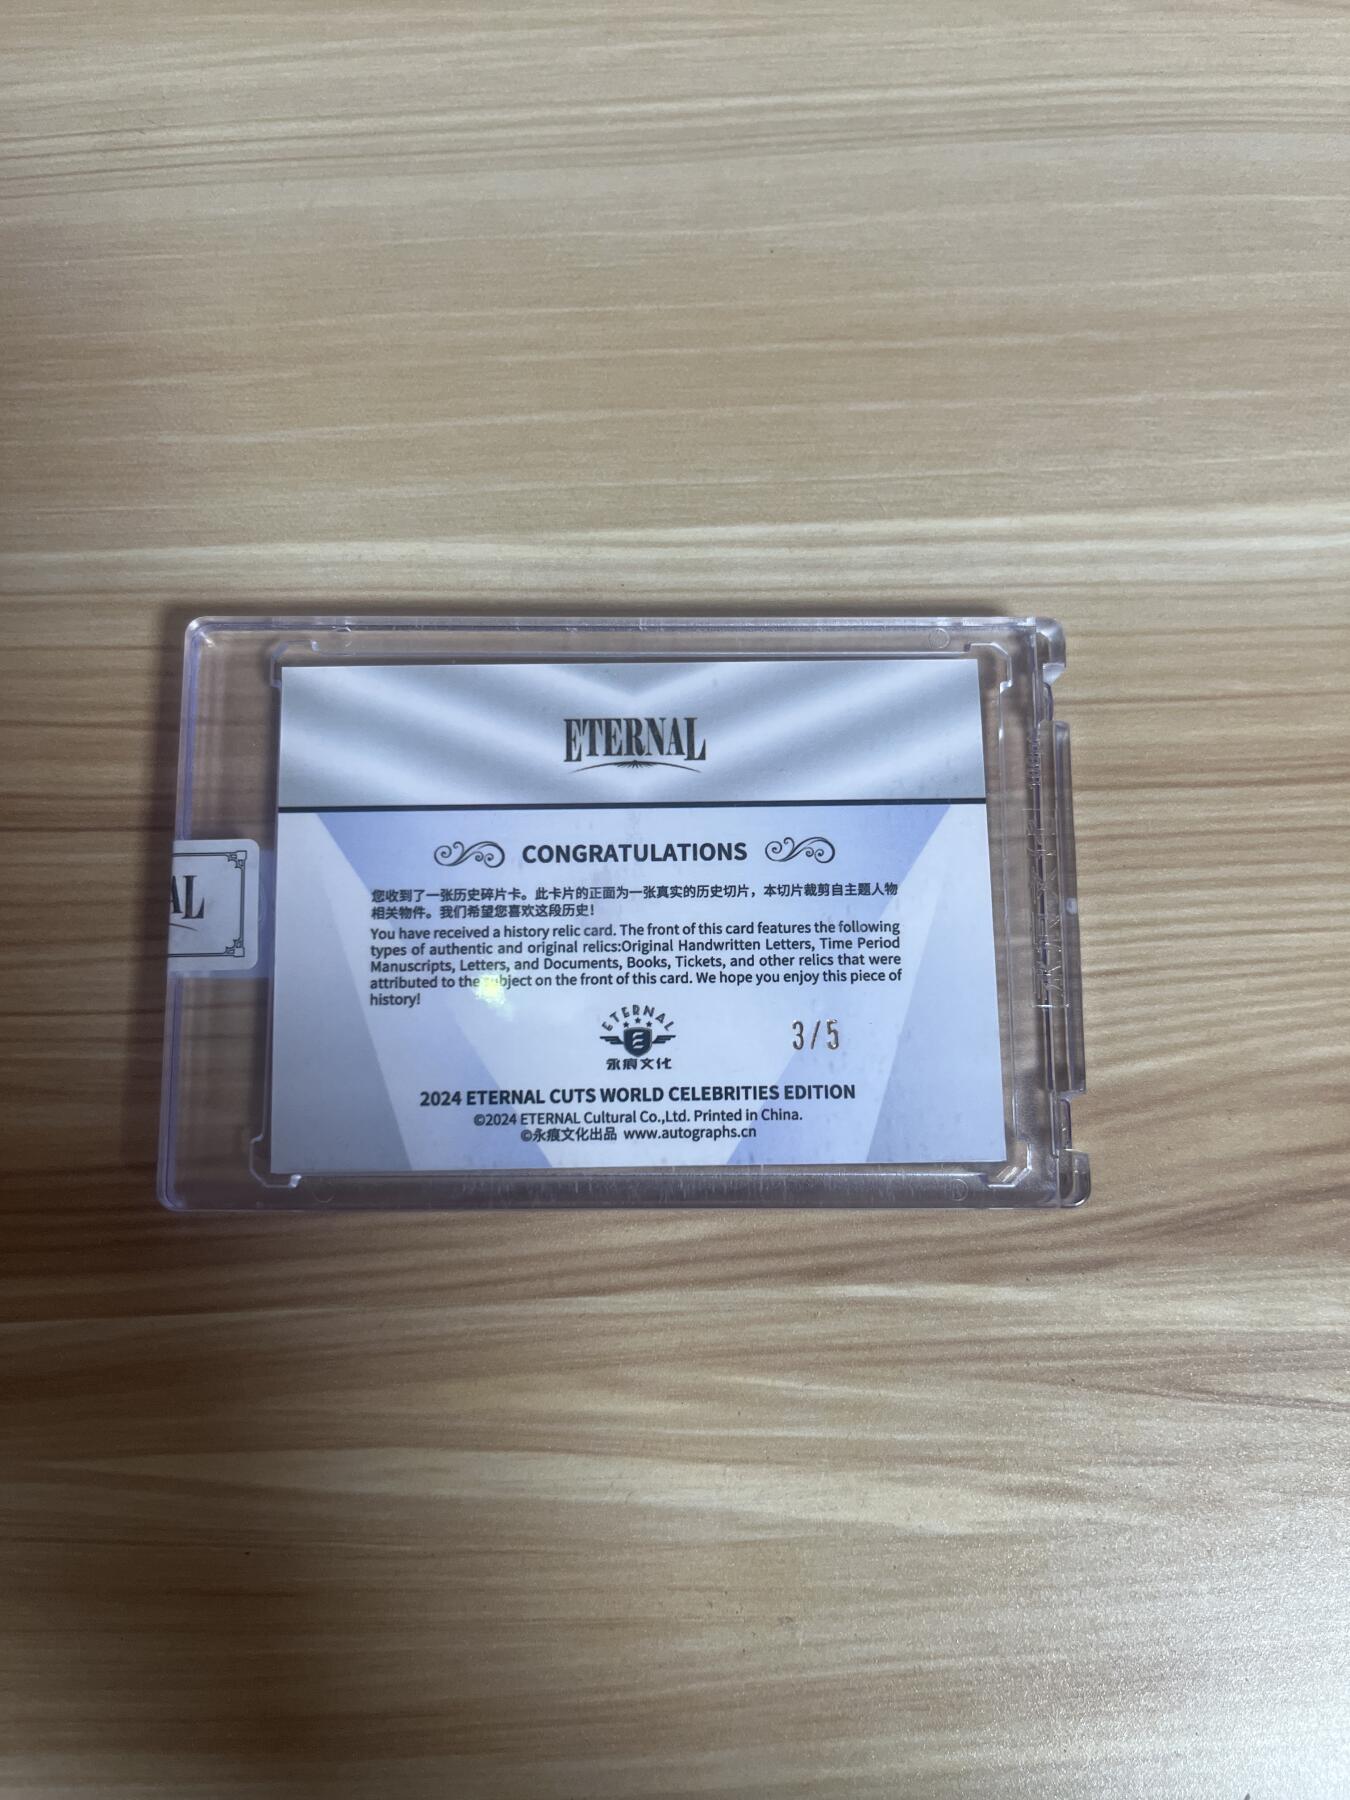 ETERNAL
CONGRATULATIONS
您收到了一张历史碎片卡。此卡片的正面为一张真实的历史切片，本切片裁剪自主题人物
相关物件。我们希望您喜欢这段历史！
You have received a history relic card. The front of this card features the following
types of authentic and original relics:Original Handwritten Letters, Time Period
Manuscripts, Letters, and Documents, Books, Tickets, and other relics that were
attributed to the subject on the front of this card. We hope you enjoy this piece of
history!
ETERNAL
永痕文化
3/5
2024 ETERNAL CUTS WORLD CELEBRITIES EDITION
©2024 ETERNAL Cultural Co.,Ltd. Printed in China.
©永痕文化出品 www.autographs.cn
AL